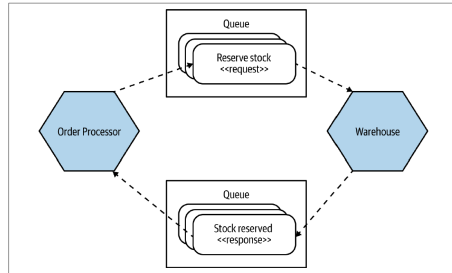 Queue
Reserve stock
<<request>>
Order Processor
Warehouse
Queue
Stock reserved
<<response>>